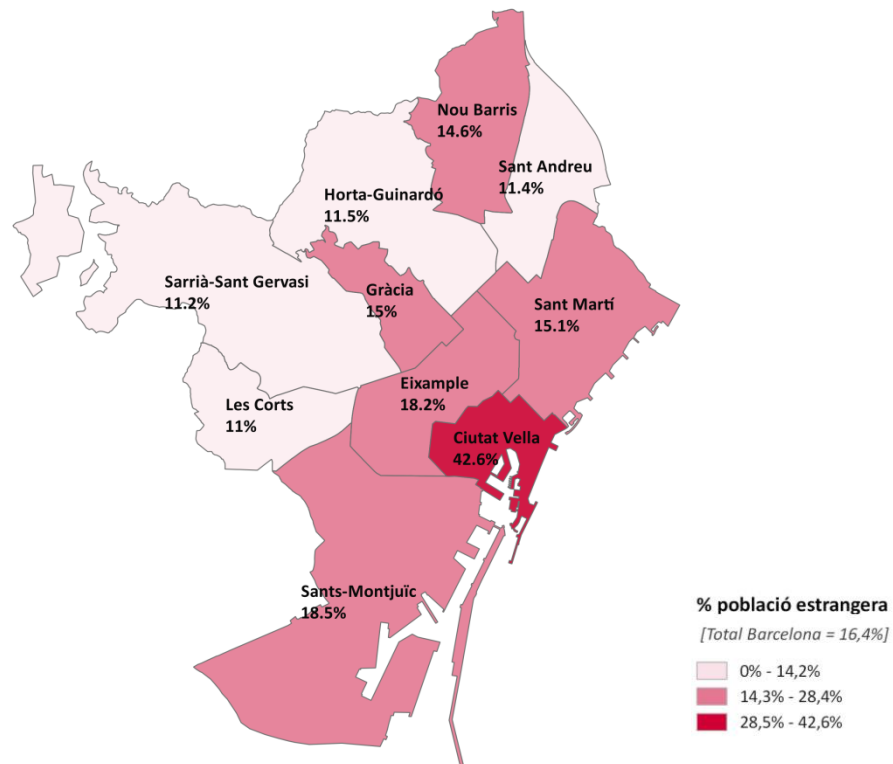 Nou Barris
14.6%
Sant Andreu
11.4%
Horta-Guinardó
11.5%
Sarrià-Sant Gervasi
11.2%
Gràcia
15%
Sant Martí
15.1%
Eixample
18.2%
Les Corts
11%
Ciutat Vella
42.6%
Sants-Montjuïc
18.5%
% població estrangera
[Total Barcelona = 16,4%]
0% - 14,2%
14,3% - 28,4%
28,5% - 42,6%